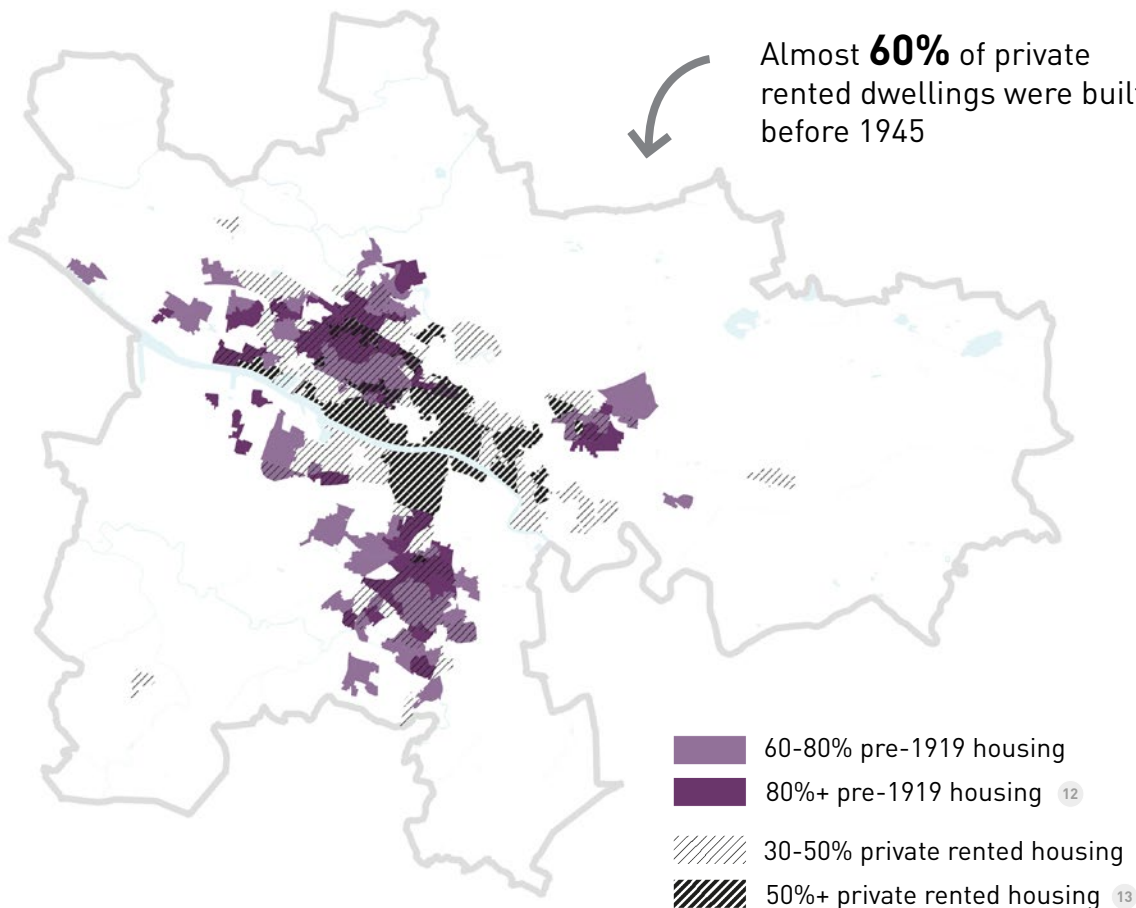 Almost 60% of private
rented dwellings were built
before 1945
60-80% pre-1919 housing
80%+ pre-1919 housing 12
30-50% private rented housing
50%+ private rented housing 13